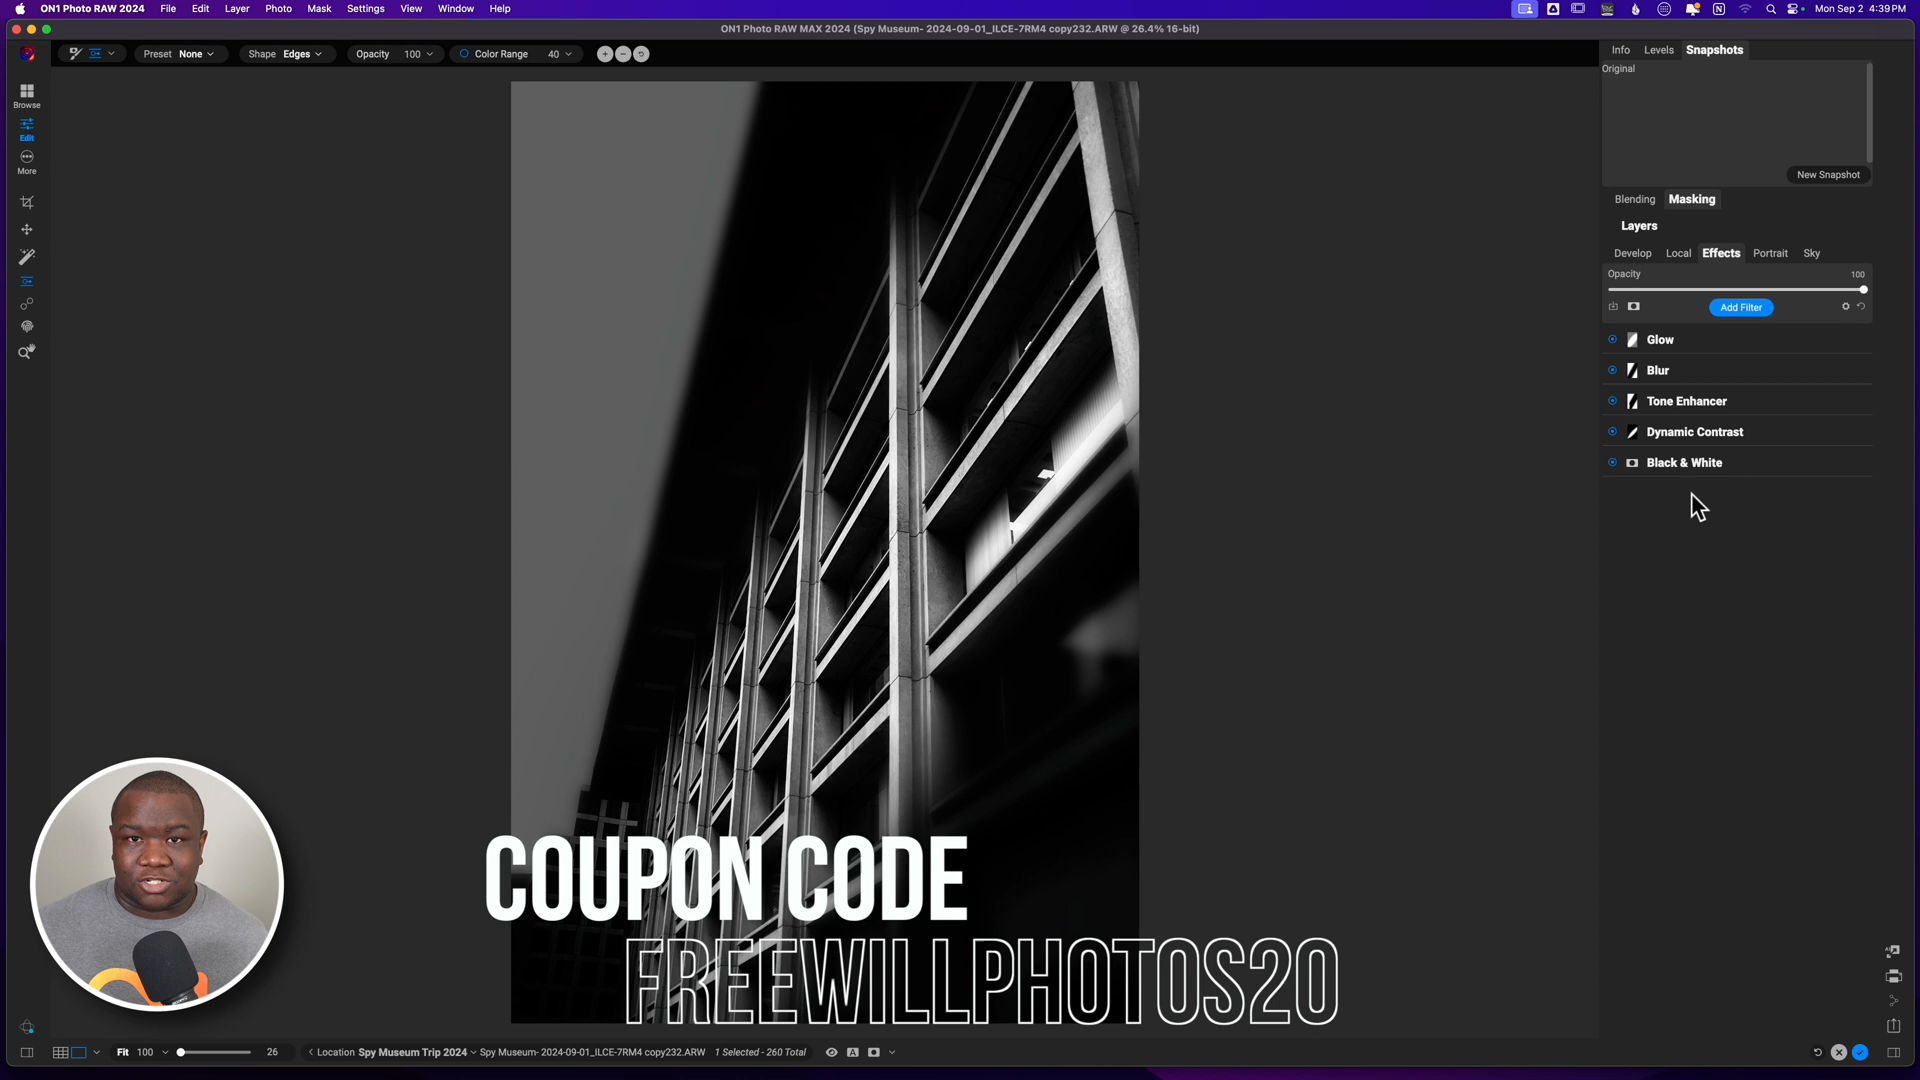 ON1 Photo RAW 2024 File Edit Layer Photo Mask Settings View Window Help Mon Sep 2 4:39 PM
ON1 Photo RAW MAX 2024 (Spy Museum- 2024-09-01_ILCE-7RM4 copy232.ARW @ 26.4% 16-bit)
Preset None Shape Edges Opacity 100 Color Range 40
Info Levels Snapshots
Original
Browse
Edit
More
New Snapshot
Blending Masking
Layers
Develop Local Effects Portrait Sky
Opacity 100
Add Filter
Glow
Blur
Tone Enhancer
Dynamic Contrast
Black & White
COUPON CODE
FREEWILLPHOTOS20
Fit 100 26 Location Spy Museum Trip 2024 Spy Museum- 2024-09-01_ILCE-7RM4 copy232.ARW 1 Selected - 260 Total